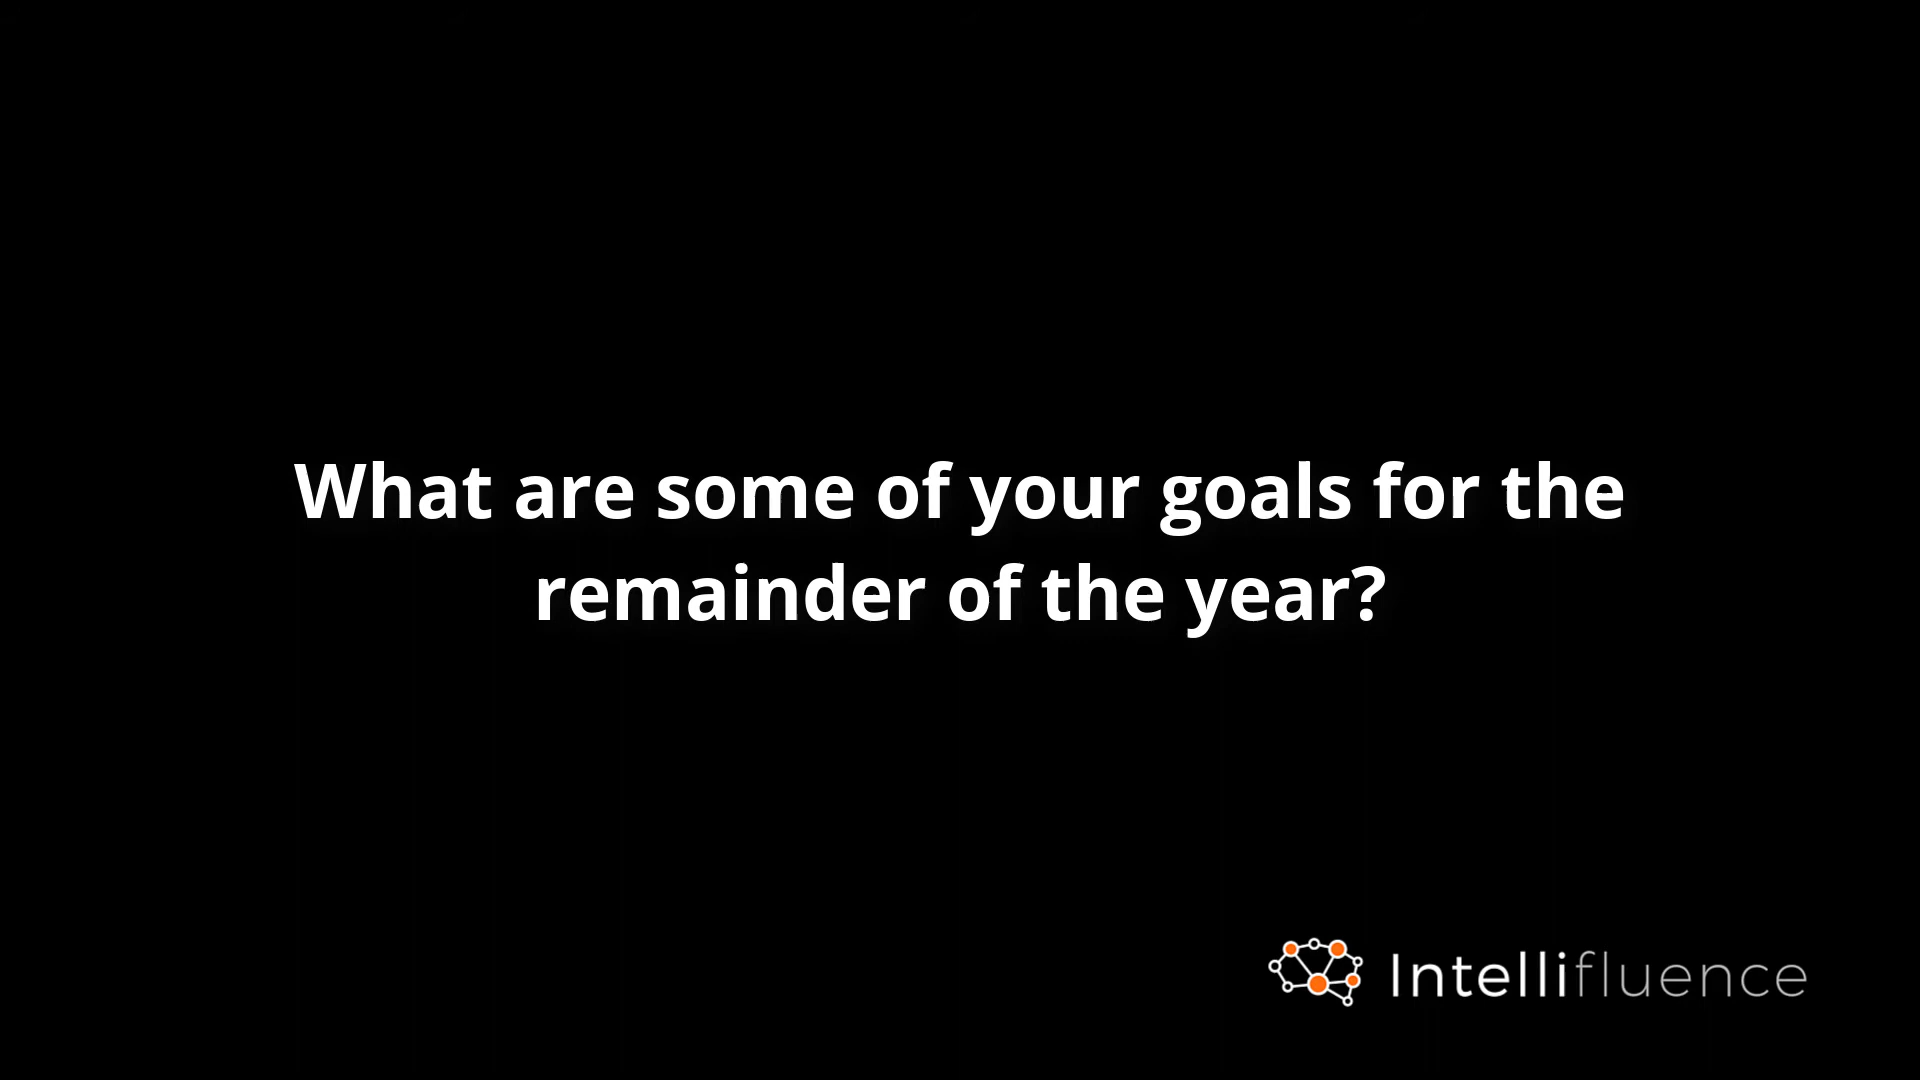 What are some of your goals for the
remainder of the year?
Intellifluence